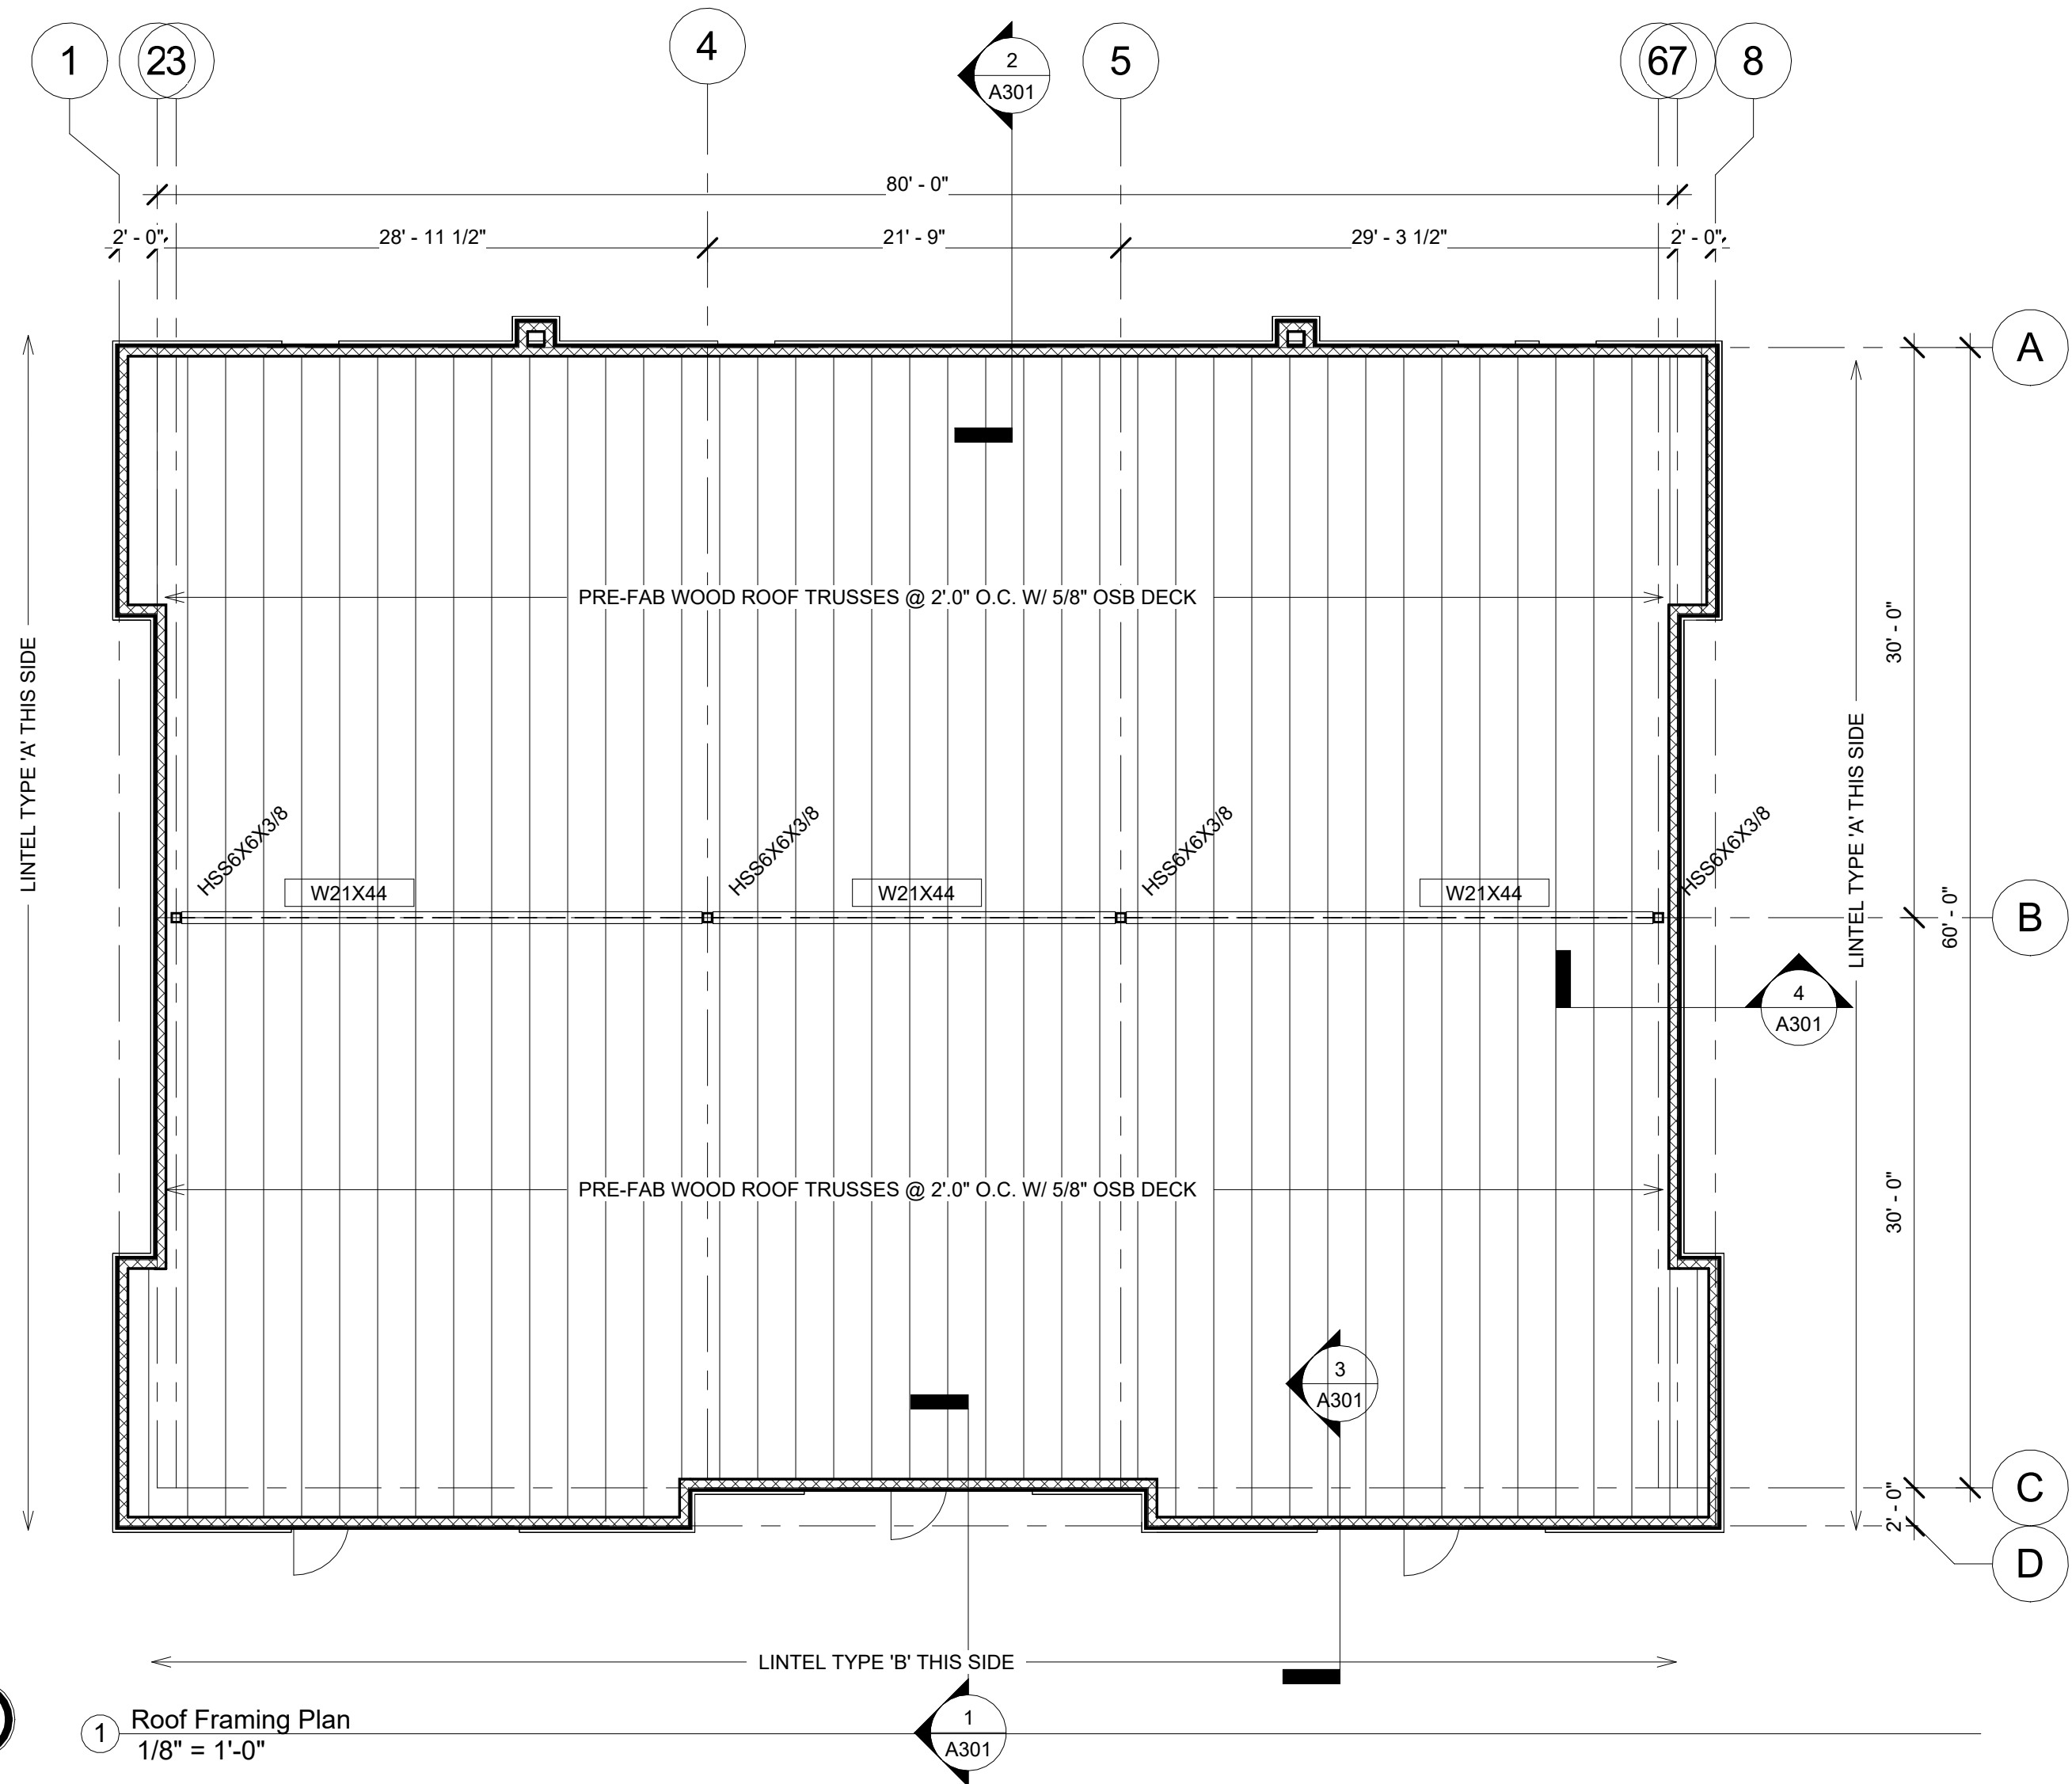 1
2
3
4
5
6
7
8
2
A301
80' - 0"
2' - 0"
28' - 11 1/2"
21' - 9"
29' - 3 1/2"
2' - 0"
A
PRE-FAB WOOD ROOF TRUSSES @ 2'.0" O.C. W/ 5/8" OSB DECK
30' - 0"
LINTEL TYPE 'A' THIS SIDE
LINTEL TYPE 'A' THIS SIDE
HSS6X6X3/8
HSS6X6X3/8
HSS6X6X3/8
HSS6X6X3/8
W21X44
W21X44
W21X44
60' - 0"
B
4
A301
PRE-FAB WOOD ROOF TRUSSES @ 2'.0" O.C. W/ 5/8" OSB DECK
30' - 0"
3
A301
C
2' - 0"
D
LINTEL TYPE 'B' THIS SIDE
1
Roof Framing Plan
1/8" = 1'-0"
1
A301